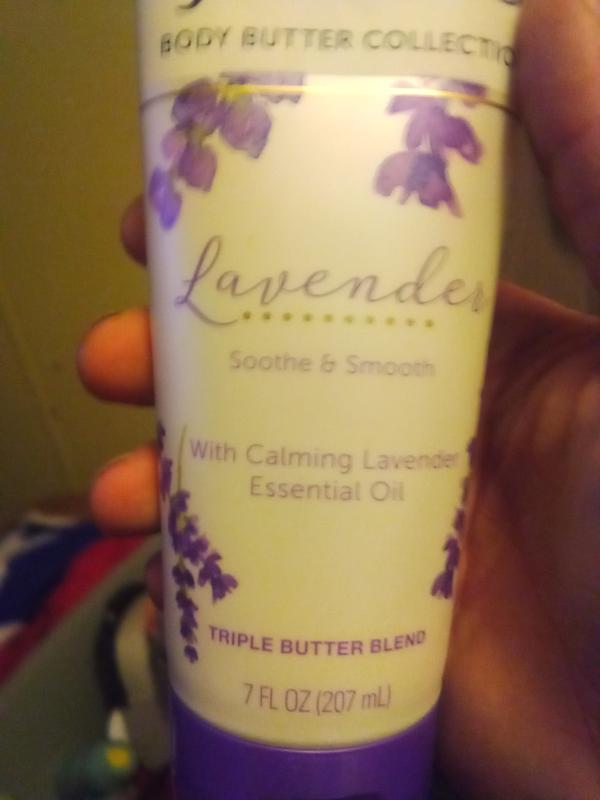 BODY BUTTER COLLECTIO
Lavender
Soothe & Smooth
With Calming Lavender
Essential Oil
TRIPLE BUTTER BLEND
7 FL OZ (207 mL)